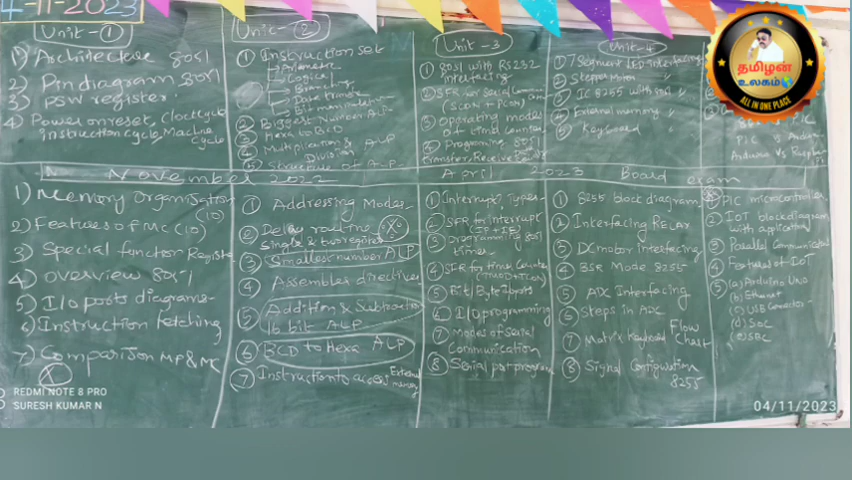 4-11-2023
Unit-①
1) Architecture 8051
2) Pin diagram 8051
3) PSW register
4) Power on reset, Clock cycle
instruction cycle, Machine
cycle
Unit-②
① Instruction set
Arithmetic
Logical
Branch
Data transfer
Bit manipulation
② Biggest Number ALP
③ Hexa to BCD
④ Multiplication & ALP
Division
⑤ Structure of ALP
Unit-3
① 8051 with RS232
interfacing
② SFR for Serial Commn
(SCON & PCON)
③ Operating modes
of timer/counter
④ Programming 8051
transfer, Receive Serially
Unit-4
① 7 Segment LED Interfacing
② Stepper Motor
③ IC 8255 with 8051 "
④ External memory "
⑤ Keyboard "
PIC & Arduino
Arduino VS Raspberry
Pi
தமிழன்
உலகம்
ALL IN ONE PLACE
November 2022 April 2023 Board exam
1) Memory Organisation
(10)
2) Features of MC (10)
3) Special function Register
4) overview 8051
5) I/O ports diagrams
6) Instruction fetching
7) Comparison MP & MC
① Addressing Modes
② Delay routine
Single & two register
③ Smallest number ALP
④ Assembler directives
⑤ Addition & Subtraction
16 bit ALP
⑥ BCD to Hexa ALP
⑦ Instruction to access External
memory
① Interrupt, Types
② SFR for interrupt
(IP & IE)
③ Programming 8051
timer
④ SFR for timer/Counter
(TMOD & TCON)
⑤ Bit/Byte ports
⑥ I/O programming
⑦ Modes of Serial
Communication
⑧ Serial port program
① 8255 block diagram
② Interfacing Relay
③ DC motor interfacing
④ BSR Mode 8255
⑤ ADC Interfacing
⑥ Steps in ADC
⑦ Matrix Keyboard Flow
chart
⑧ Signal Configuration
8255
① PIC microcontroller
② IOT block diagram
with application
③ Parallel Communication
④ Features of IoT
⑤ (a) Arduino Uno
(b) Ethernet
(c) USB Connector
(d) SoC
(e) SBC
REDMI NOTE 8 PRO
SURESH KUMAR N
04/11/2023